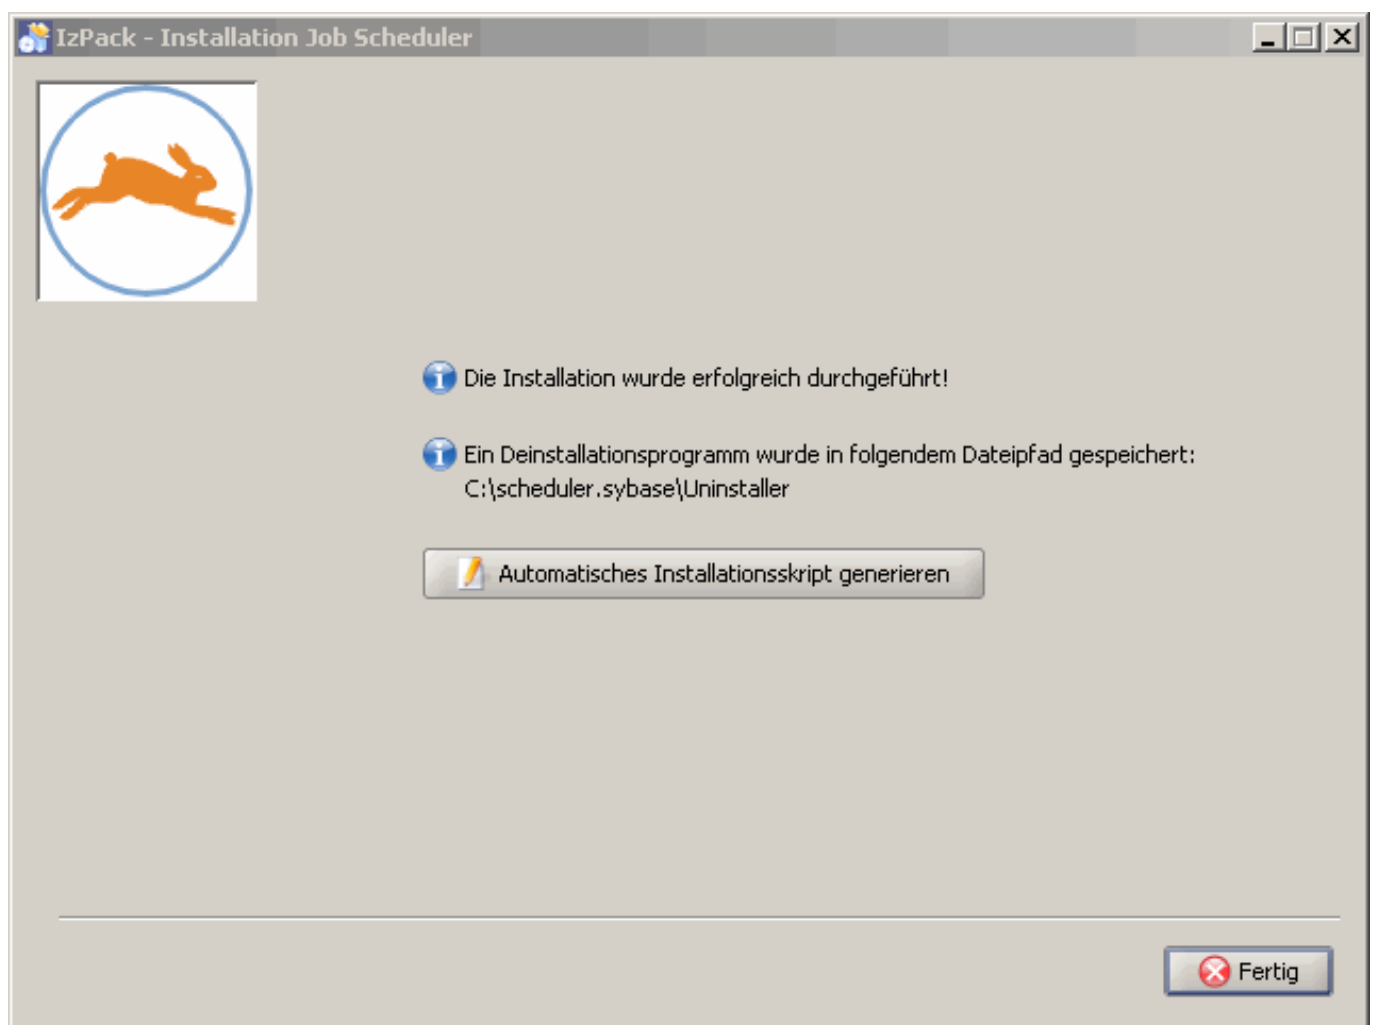 IzPack - Installation Job Scheduler
Die Installation wurde erfolgreich durchgeführt!
Ein Deinstallationsprogramm wurde in folgendem Dateipfad gespeichert:
C:\scheduler.sybase\Uninstaller
Automatisches Installationsskript generieren
Fertig